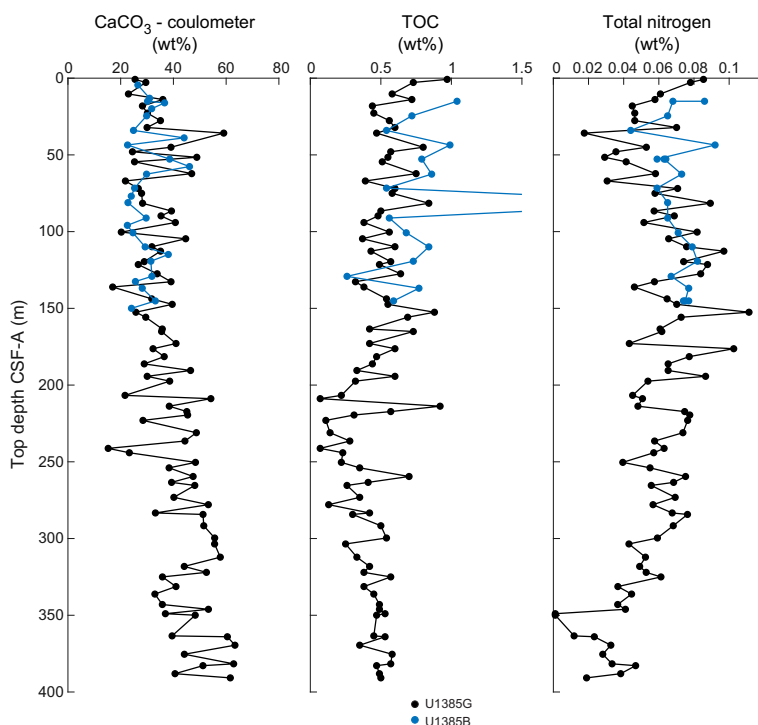 CaCO3 - coulometer
(wt%)
TOC
(wt%)
Total nitrogen
(wt%)
0 20 40 60 80
0 0.5 1 1.5
0 0.02 0.04 0.06 0.08 0.1
0
50
100
150
200
250
300
350
400
Top depth CSF-A (m)
U1385G
U1385B